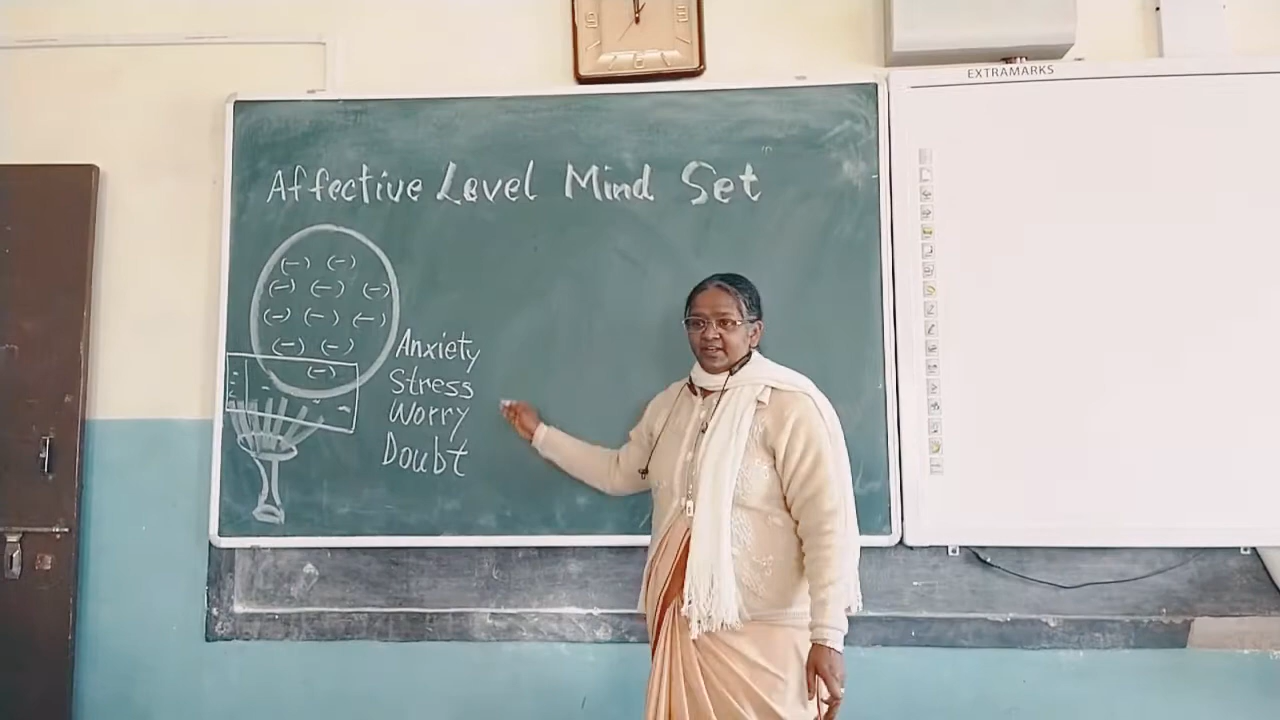 EXTRAMARKS
Affective Level Mind Set
(-) (-)
(-) (-) (-)
(-) (-) (-)
(-) (-)
(-)
Anxiety
Stress
Worry
Doubt